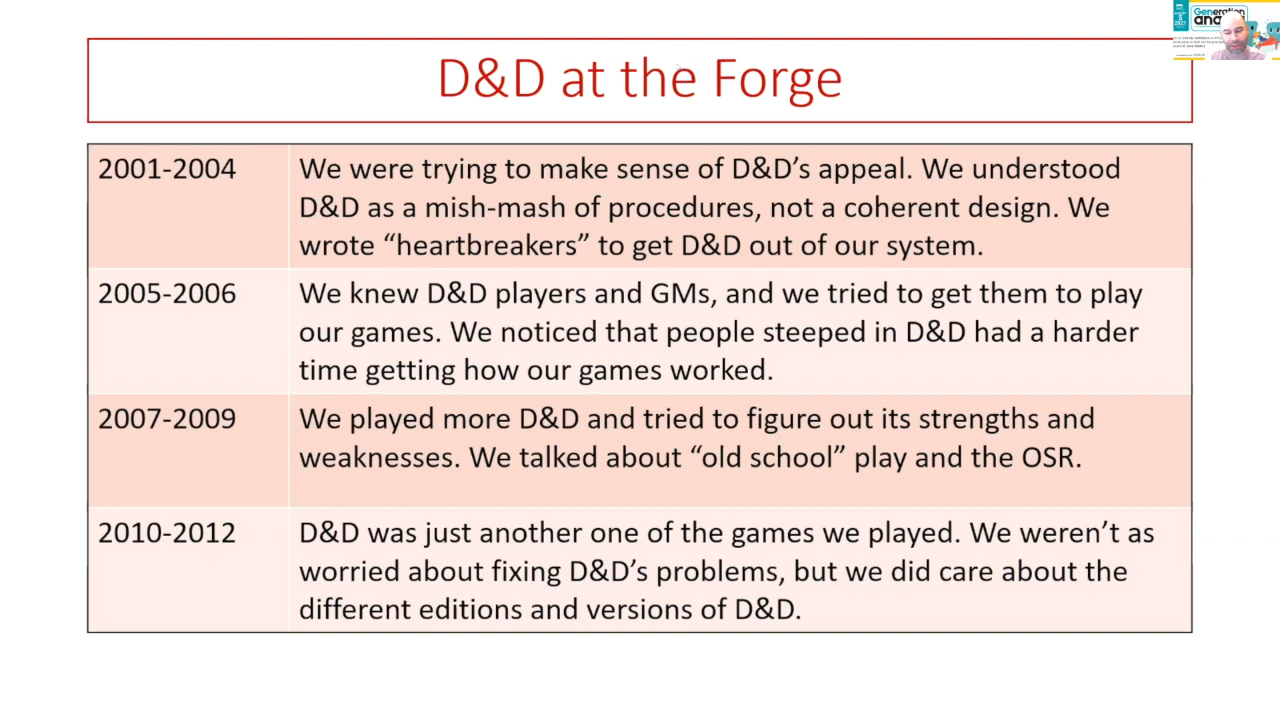 D&D at the Forge
2001-2004
We were trying to make sense of D&D’s appeal. We understood
D&D as a mish-mash of procedures, not a coherent design. We
wrote “heartbreakers” to get D&D out of our system.
2005-2006
We knew D&D players and GMs, and we tried to get them to play
our games. We noticed that people steeped in D&D had a harder
time getting how our games worked.
2007-2009
We played more D&D and tried to figure out its strengths and
weaknesses. We talked about “old school” play and the OSR.
2010-2012
D&D was just another one of the games we played. We weren’t as
worried about fixing D&D’s problems, but we did care about the
different editions and versions of D&D.
5
2021